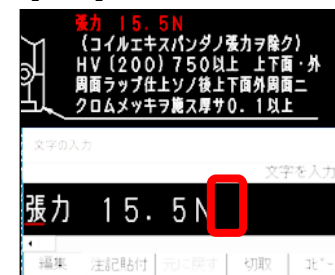 張力 15.5N
(コイルエキスパンダノ張力ヲ除ク)
HV(200)750以上 上下面・外
周面ラップ仕上ソノ後上下面外周面ニ
クロムメッキヲ施ス厚サ0.1以上
文字の入力
文字を入力
張力 15.5N
編集 注記貼付 元に戻す 切取 コピー